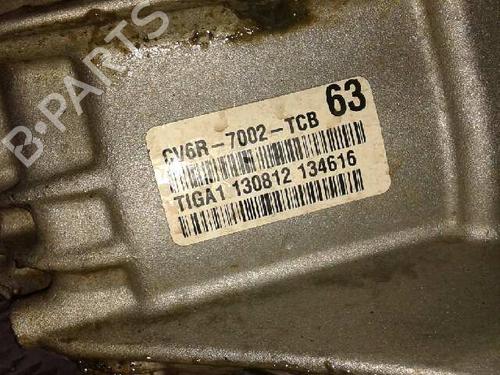 B-PARTS
63
CV6R-7002-TCB
TIGA1 130812 134616